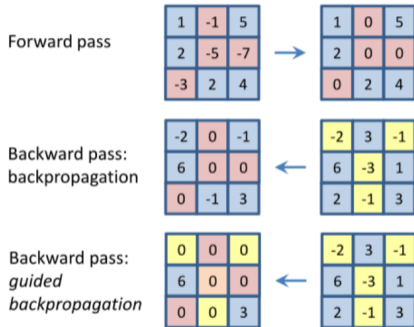 1 -1 5 1 0 5
Forward pass 2 -5 -7 2 0 0
-3 2 4 0 2 4
-2 0 -1 -2 3 -1
Backward pass:
backpropagation 6 0 0 6 -3 1
0 -1 3 2 -1 3
0 0 0 -2 3 -1
Backward pass:
guided 6 0 0 6 -3 1
backpropagation 0 0 3 2 -1 3